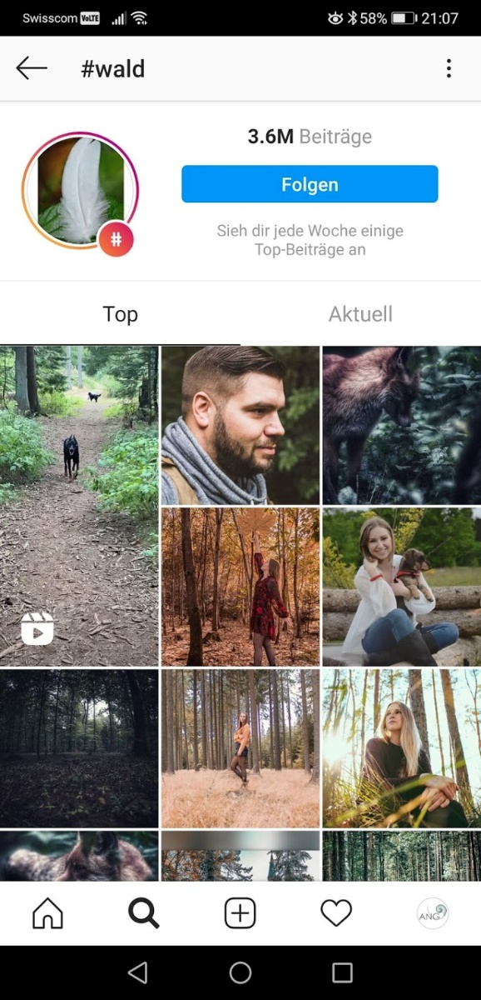 Swisscom VoLTE 58% 21:07
#wald
3.6M Beiträge
Folgen
Sieh dir jede Woche einige
Top-Beiträge an
#
Top Aktuell
ANG